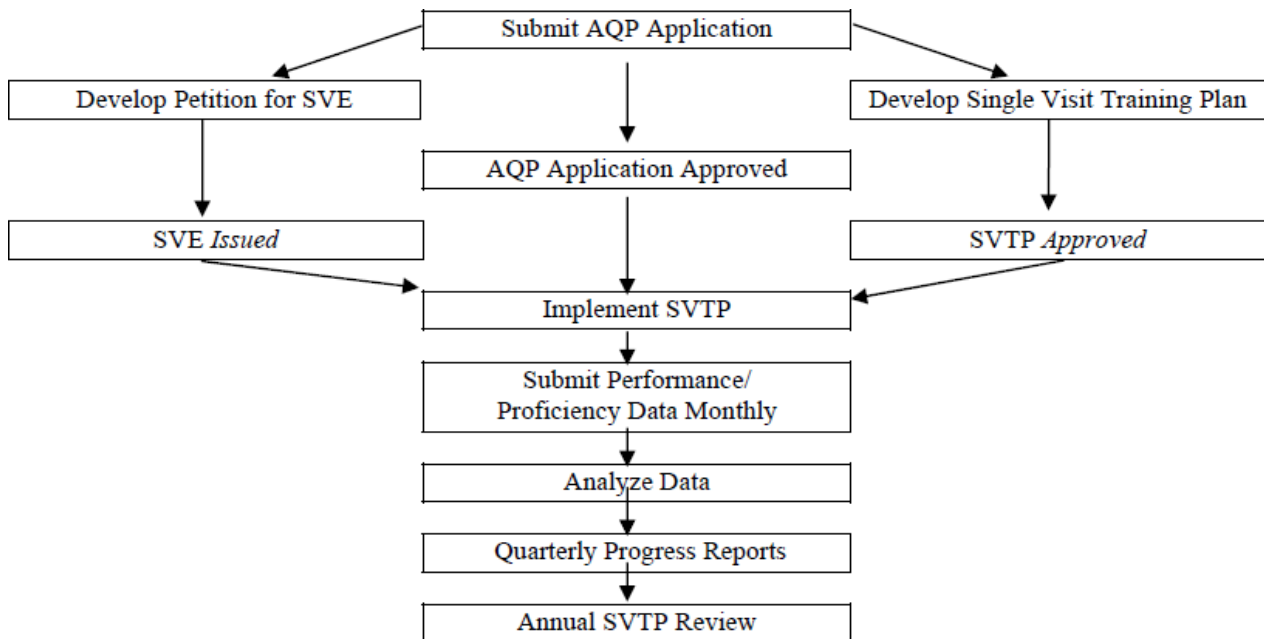 Submit AQP Application
Develop Petition for SVE
Develop Single Visit Training Plan
AQP Application Approved
SVE Issued
SVTP Approved
Implement SVTP
Submit Performance/
Proficiency Data Monthly
Analyze Data
Quarterly Progress Reports
Annual SVTP Review